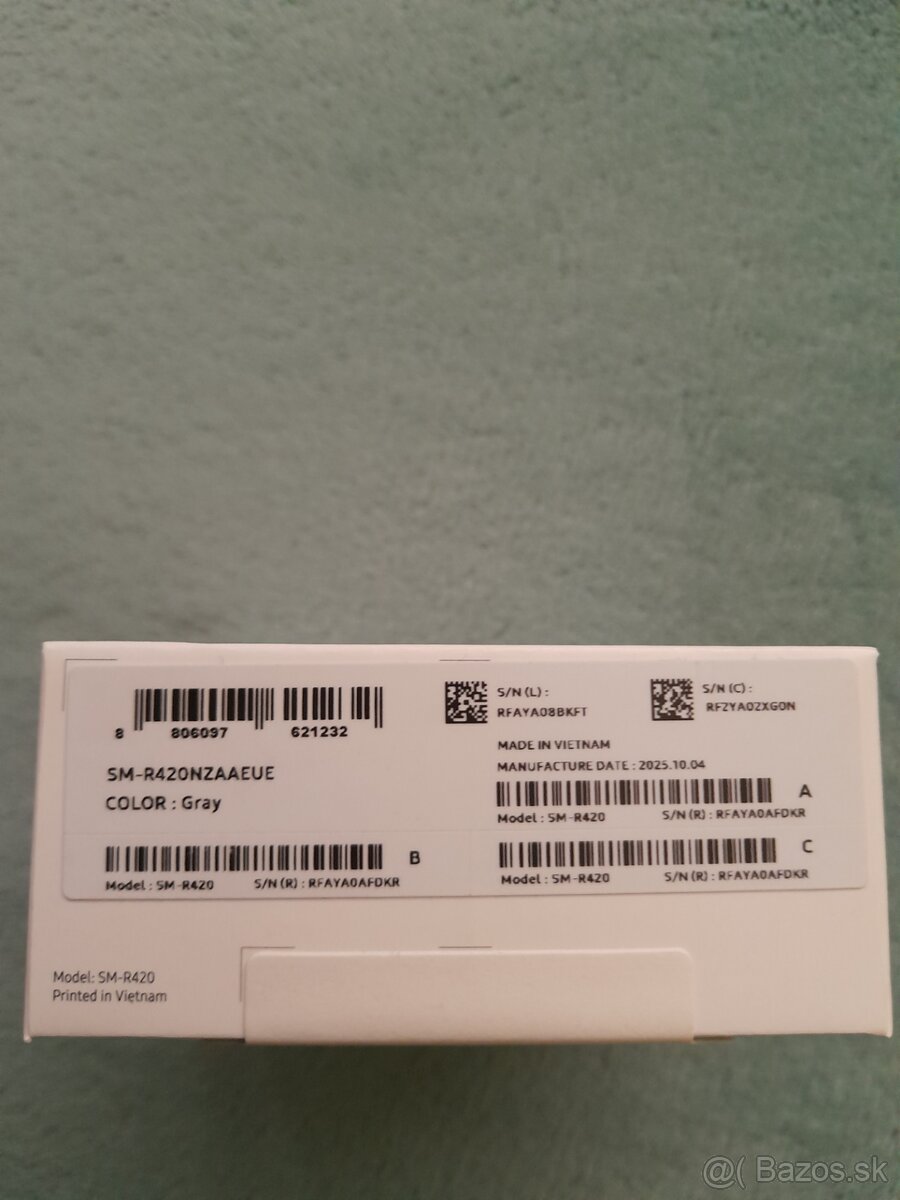 8 806097 621232
SM-R420NZAAEUE
COLOR : Gray
S/N (L) :
RFAYA08BKFT
S/N (C) :
RF2YA02XG0N
MADE IN VIETNAM
MANUFACTURE DATE : 2025.10.04
A
Model : SM-R420 S/N (R) : RFAYA0AFDKR
B
Model : SM-R420 S/N (R) : RFAYA0AFDKR
C
Model : SM-R420 S/N (R) : RFAYA0AFDKR
Model: SM-R420
Printed in Vietnam
@( Bazos.sk